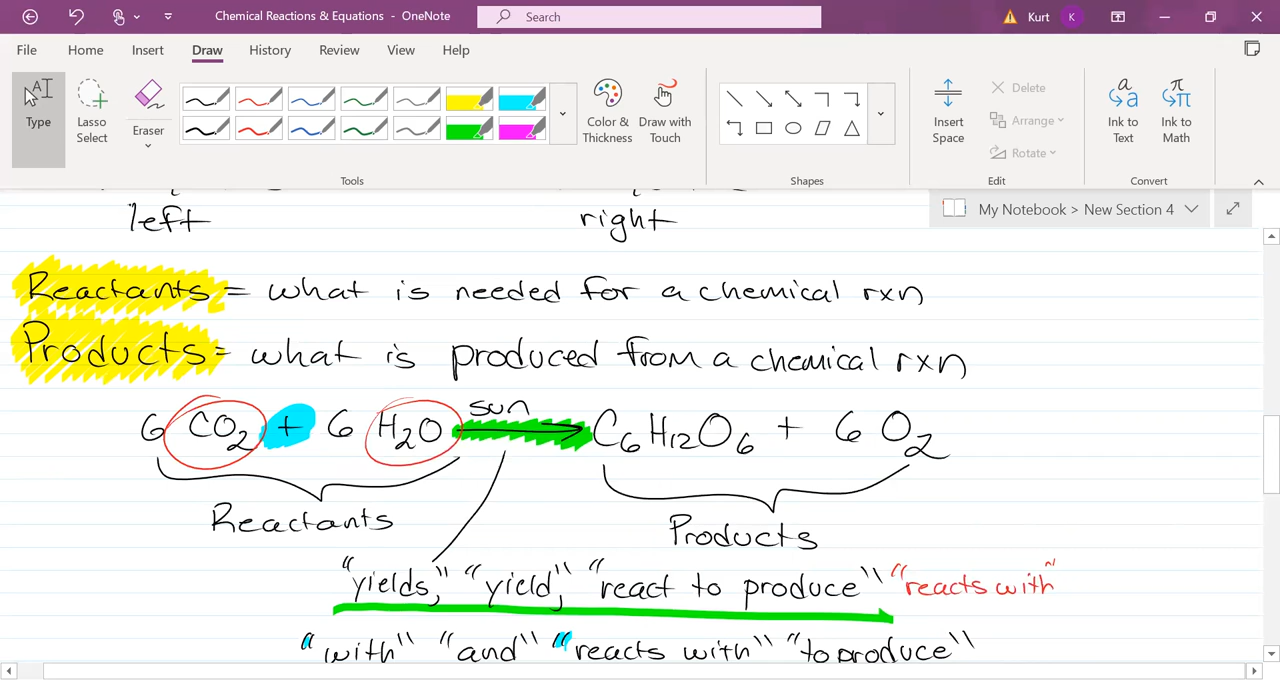 Chemical Reactions & Equations - OneNote
Search
Kurt K
File Home Insert Draw History Review View Help
Type
Lasso Select
Eraser
Color & Thickness
Draw with Touch
Insert Space
Delete
Arrange
Rotate
Ink to Text
Ink to Math
Tools Shapes Edit Convert
My Notebook > New Section 4
left right
Reactants = what is needed for a chemical rxn
Products = what is produced from a chemical rxn
sun
6 CO2 + 6 H2O → C6H12O6 + 6 O2
Reactants Products
"yields," "yield," "react to produce" "reacts with"
"with" "and" "reacts with" "to produce"